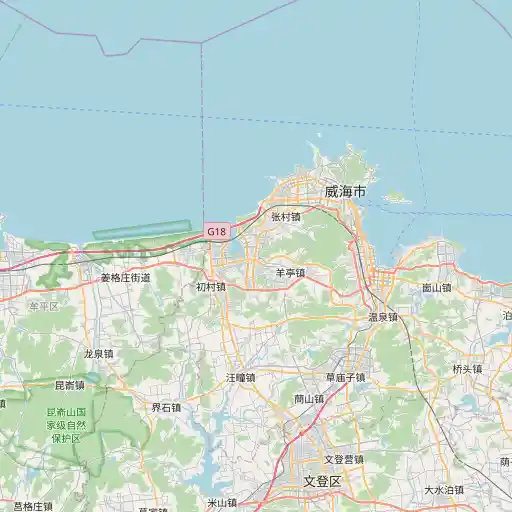 威海市
张村镇
G18
羊亭镇
姜格庄街道
初村镇
崮山镇
牟平区
温泉镇
泊
龙泉镇
桥头镇
汪疃镇
草庙子镇
昆嵛山国
家级自然
保护区
镇
界石镇
蔄山镇
文登营镇
荫
文登区
大水泊镇
莒格庄镇
米山镇